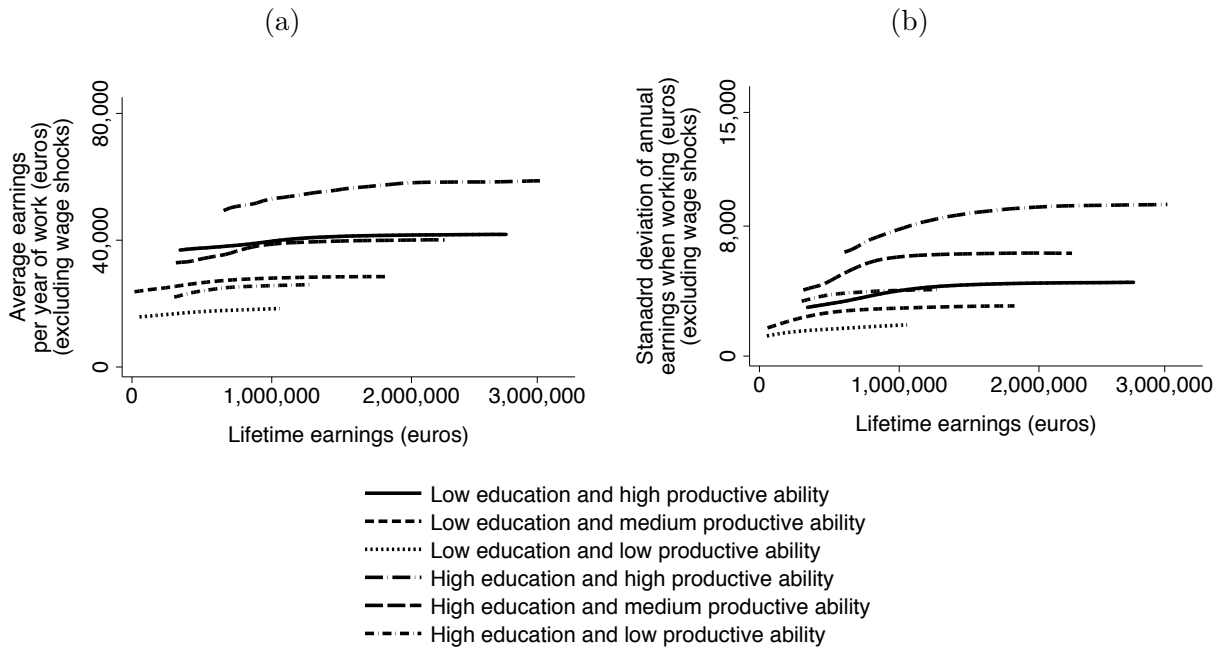 (a)
(b)
Average earnings
per year of work (euros)
(excluding wage shocks)
80,000
40,000
0
0
1,000,000
2,000,000
3,000,000
Lifetime earnings (euros)
Stanadrd deviation of annual
earnings when working (euros)
(excluding wage shocks)
15,000
8,000
0
0
1,000,000
2,000,000
3,000,000
Lifetime earnings (euros)
Low education and high productive ability
Low education and medium productive ability
Low education and low productive ability
High education and high productive ability
High education and medium productive ability
High education and low productive ability